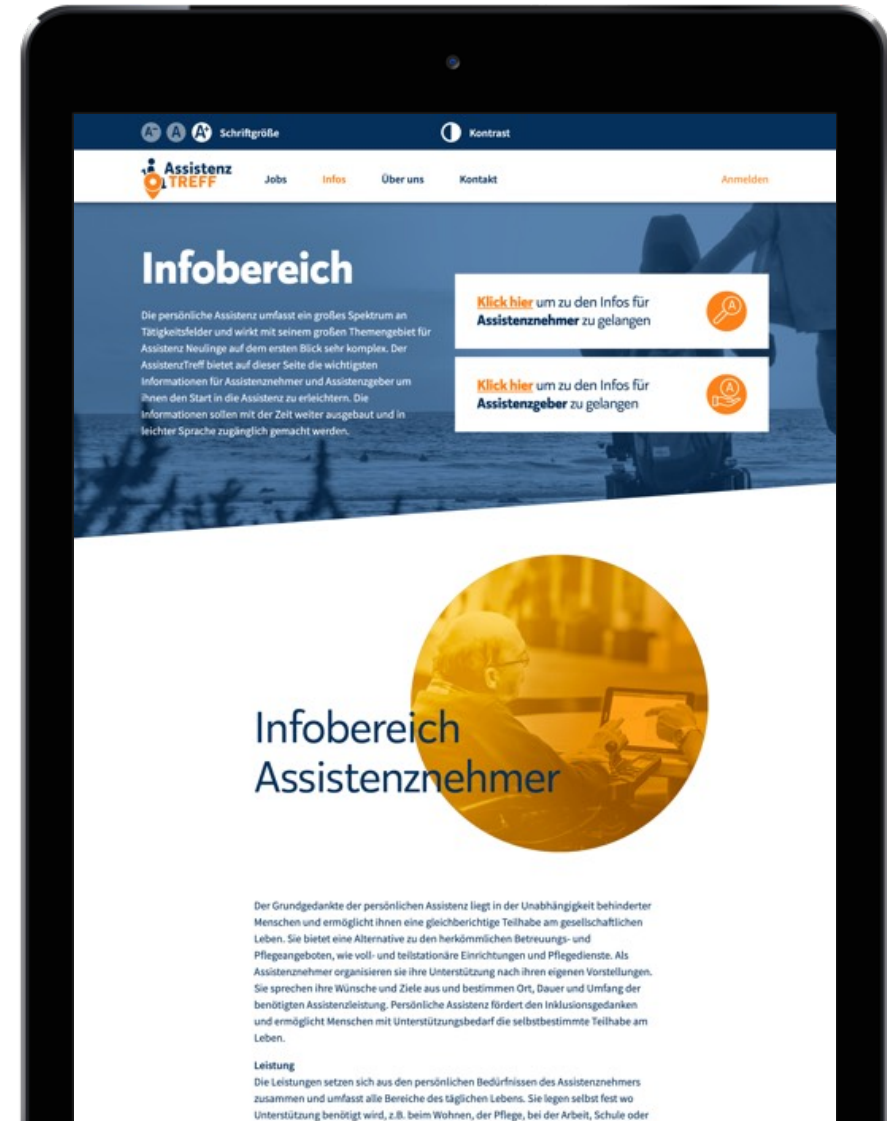 A- A A+ Schriftgröße
Kontrast
Assistenz
TREFF
Jobs Infos Über uns Kontakt Anmelden
Infobereich
Die persönliche Assistenz umfasst ein großes Spektrum an
Tätigkeitsfelder und wirkt mit seinem großen Themengebiet für
Assistenz Neulinge auf dem ersten Blick sehr komplex. Der
AssistenzTreff bietet auf dieser Seite die wichtigsten
Informationen für Assistenznehmer und Assistenzgeber um
ihnen den Start in die Assistenz zu erleichtern. Die
Informationen sollen mit der Zeit weiter ausgebaut und in
leichter Sprache zugänglich gemacht werden.
Klick hier um zu den Infos für
Assistenznehmer zu gelangen
A
Klick hier um zu den Infos für
Assistenzgeber zu gelangen
A
Infobereich
Assistenznehmer
Der Grundgedankte der persönlichen Assistenz liegt in der Unabhängigkeit behinderter
Menschen und ermöglicht ihnen eine gleichberichtige Teilhabe am gesellschaftlichen
Leben. Sie bietet eine Alternative zu den herkömmlichen Betreuungs- und
Pflegeangeboten, wie voll- und teilstationäre Einrichtungen und Pflegedienste. Als
Assistenznehmer organisieren sie ihre Unterstützung nach ihren eigenen Vorstellungen.
Sie sprechen ihre Wünsche und Ziele aus und bestimmen Ort, Dauer und Umfang der
benötigten Assistenzleistung. Persönliche Assistenz fördert den Inklusionsgedanken
und ermöglicht Menschen mit Unterstützungsbedarf die selbstbestimmte Teilhabe am
Leben.
Leistung
Die Leistungen setzen sich aus den persönlichen Bedürfnissen des Assistenznehmers
zusammen und umfasst alle Bereiche des täglichen Lebens. Sie legen selbst fest wo
Unterstützung benötigt wird, z.B. beim Wohnen, der Pflege, bei der Arbeit, Schule oder